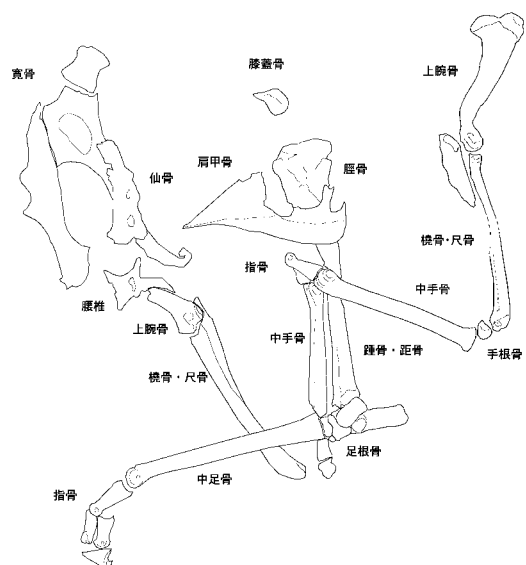 寛骨
膝蓋骨
上腕骨
仙骨
肩甲骨
脛骨
橈骨・尺骨
指骨
中手骨
腰椎
上腕骨
中手骨
踵骨・距骨
手根骨
橈骨・尺骨
足根骨
中足骨
指骨